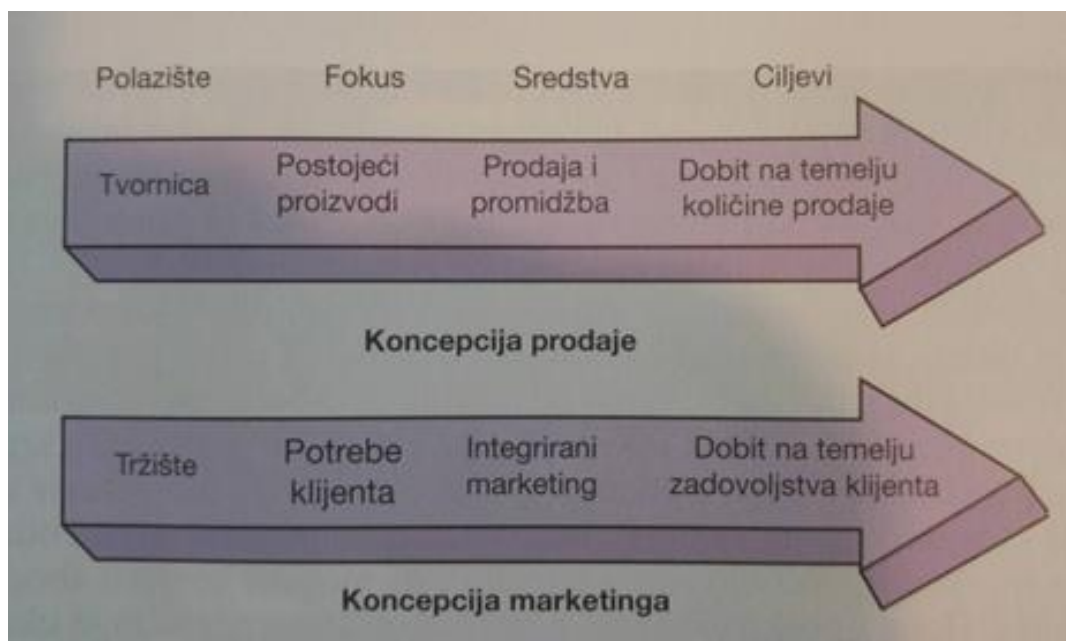 Polazište Fokus Sredstva Ciljevi
Tvornica
Postojeći
proizvodi
Prodaja i
promidžba
Dobit na temelju
količine prodaje
Koncepcija prodaje
Tržište
Potrebe
klijenta
Integrirani
marketing
Dobit na temelju
zadovoljstva klijenta
Koncepcija marketinga